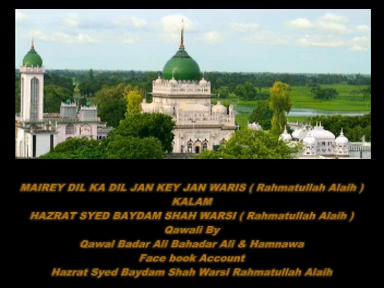 MAIREY DIL KA DIL JAN KEY JAN WARIS ( Rahmatullah Alaih )
KALAM
HAZRAT SYED BAYDAM SHAH WARSI ( Rahmatullah Alaih )
Qawali By
Qawal Badar Ali Bahadar Ali & Hamnawa
Face book Account
Hazrat Syed Baydam Shah Warsi Rahmatullah Alaih